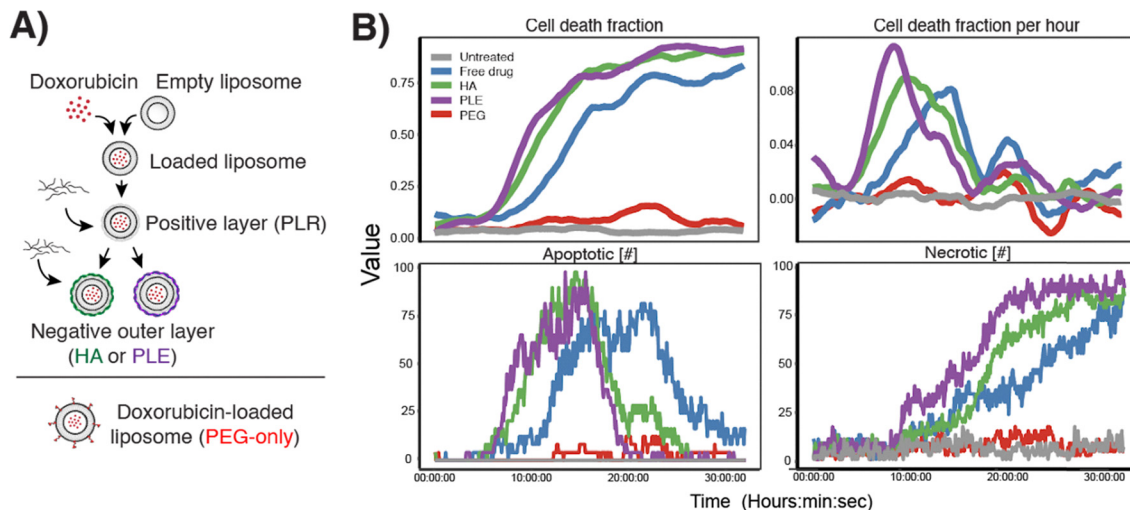 A)
Doxorubicin Empty liposome
Loaded liposome
Positive layer (PLR)
Negative outer layer
(HA or PLE)
Doxorubicin-loaded
liposome (PEG-only)
B)
Cell death fraction
Untreated
Free drug
HA
PLE
PEG
0.75
0.50
0.25
0.00
Cell death fraction per hour
0.08
0.04
0.00
Value
Apoptotic [#]
100
75
50
25
0
00:00:00 10:00:00 20:00:00 30:00:00
Necrotic [#]
100
75
50
25
0
00:00:00 10:00:00 20:00:00 30:00:00
Time (Hours:min:sec)